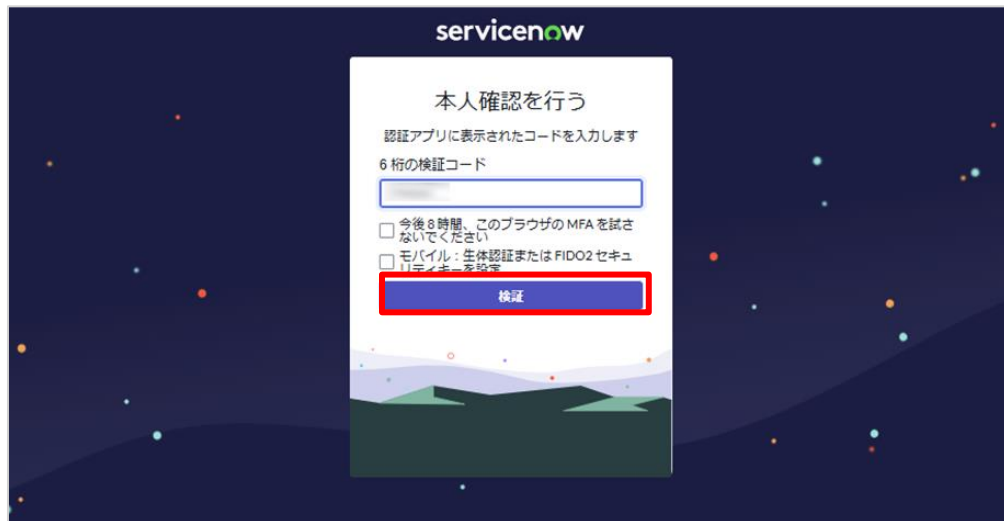 servicenow
本人確認を行う
認証アプリに表示されたコードを入力します
6 桁の検証コード
今後 8 時間、このブラウザの MFA を試さ
ないでください
モバイル：生体認証または FIDO2 セキュ
リティキーを設定
検証